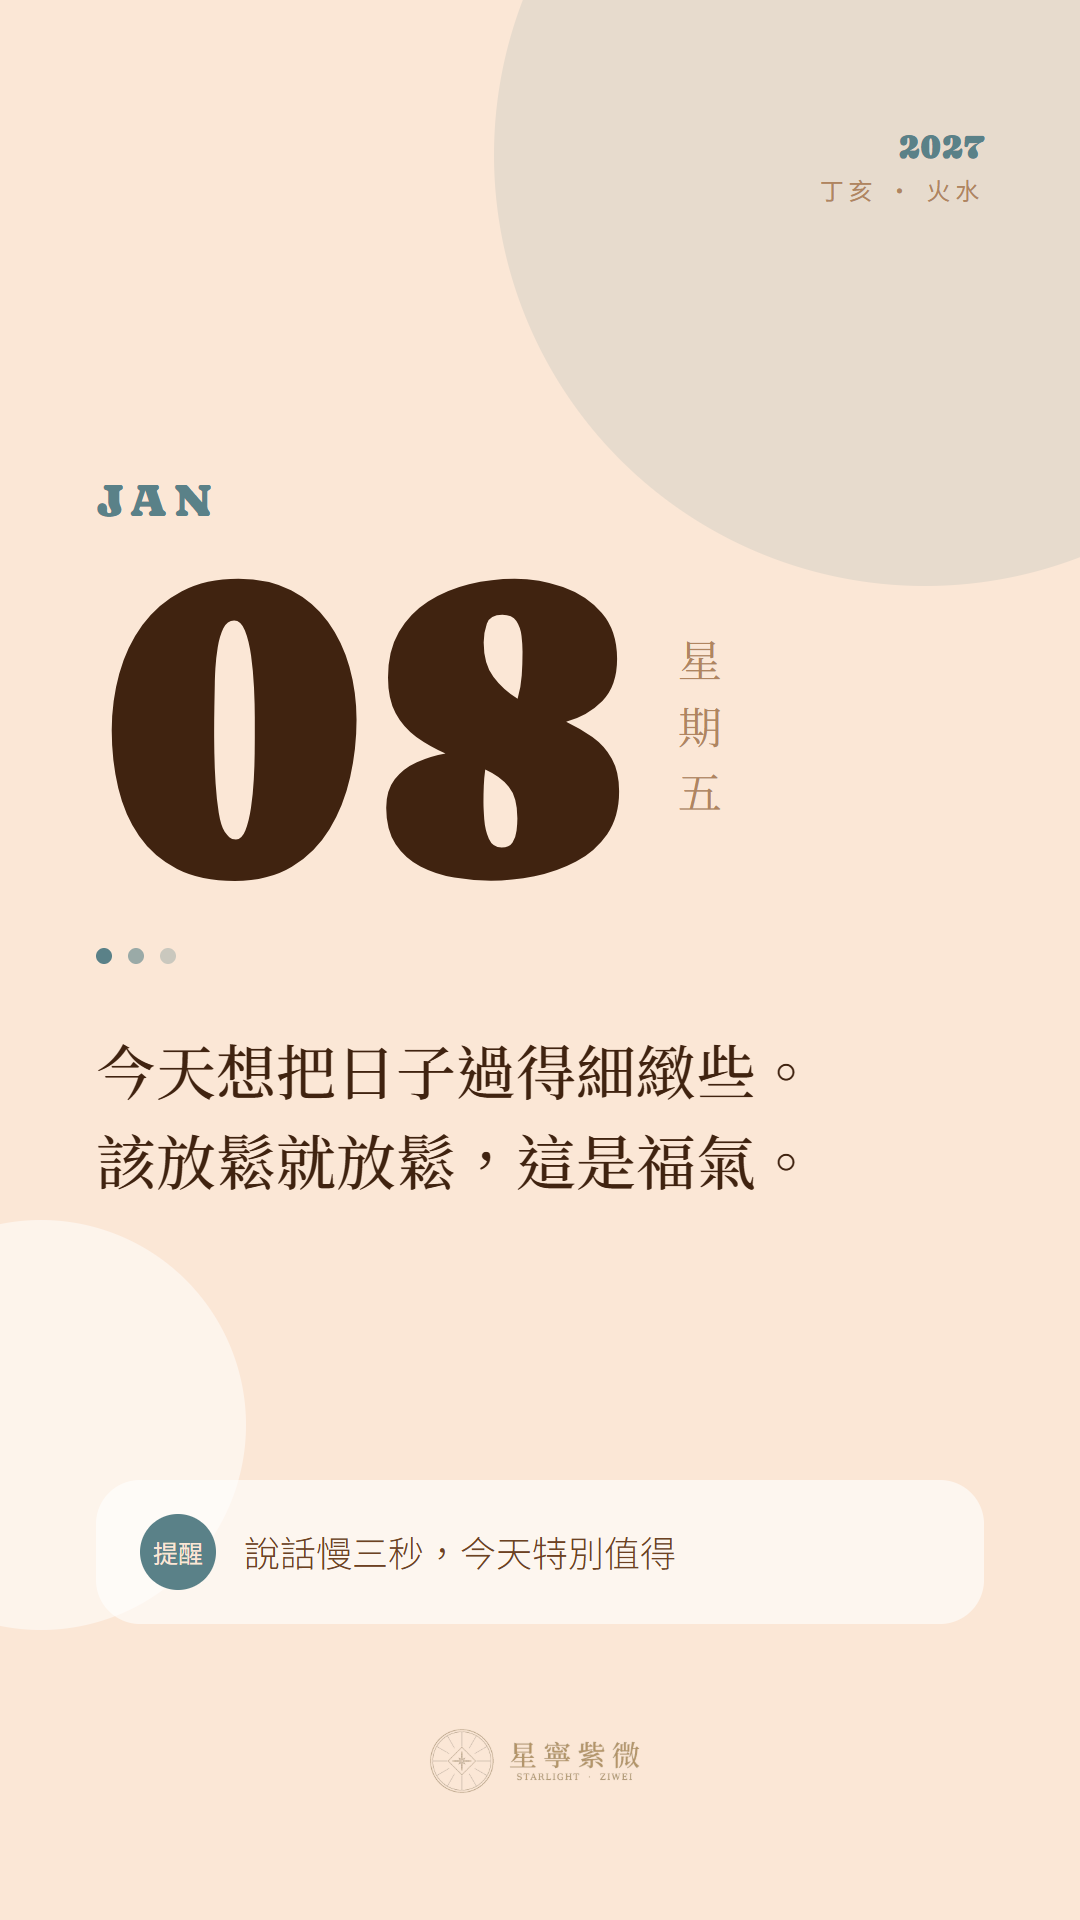 2027
丁亥 · 火水
JAN
08
星期五
今天想把日子過得細緻些。
該放鬆就放鬆，這是福氣。
提醒
說話慢三秒，今天特別值得
星寧紫微
STARLIGHT · ZIWEI